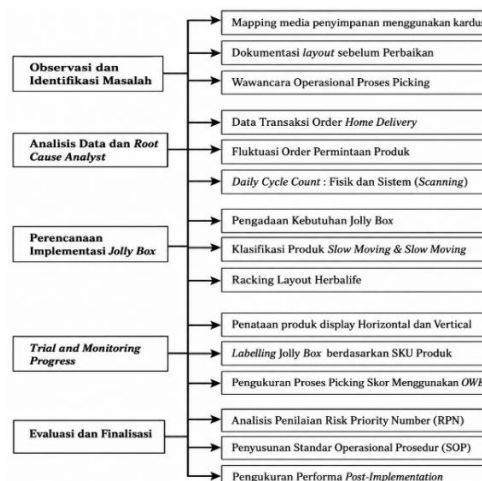 Observasi dan
Identifikasi Masalah
Mapping media penyimpanan menggunakan kardus
Dokumentasi layout sebelum Perbaikan
Wawancara Operasional Proses Picking
Analisis Data dan Root
Cause Analyst
Data Transaksi Order Home Delivery
Fluktuasi Order Permintaan Produk
Daily Cycle Count : Fisik dan Sistem (Scanning)
Perencanaan
Implementasi Jolly Box
Pengadaan Kebutuhan Jolly Box
Klasifikasi Produk Slow Moving & Slow Moving
Racking Layout Herbalife
Trial and Monitoring
Progress
Penataan produk display Horizontal dan Vertical
Labelling Jolly Box berdasarkan SKU Produk
Pengukuran Proses Picking Skor Menggunakan
Evaluasi dan Finalisasi
Analisis Penilaian Risk Priority Number (RPN)
Penyusunan Standar Operasional Prosedur (SOP)
Pengukuran Performa Post-Implementation